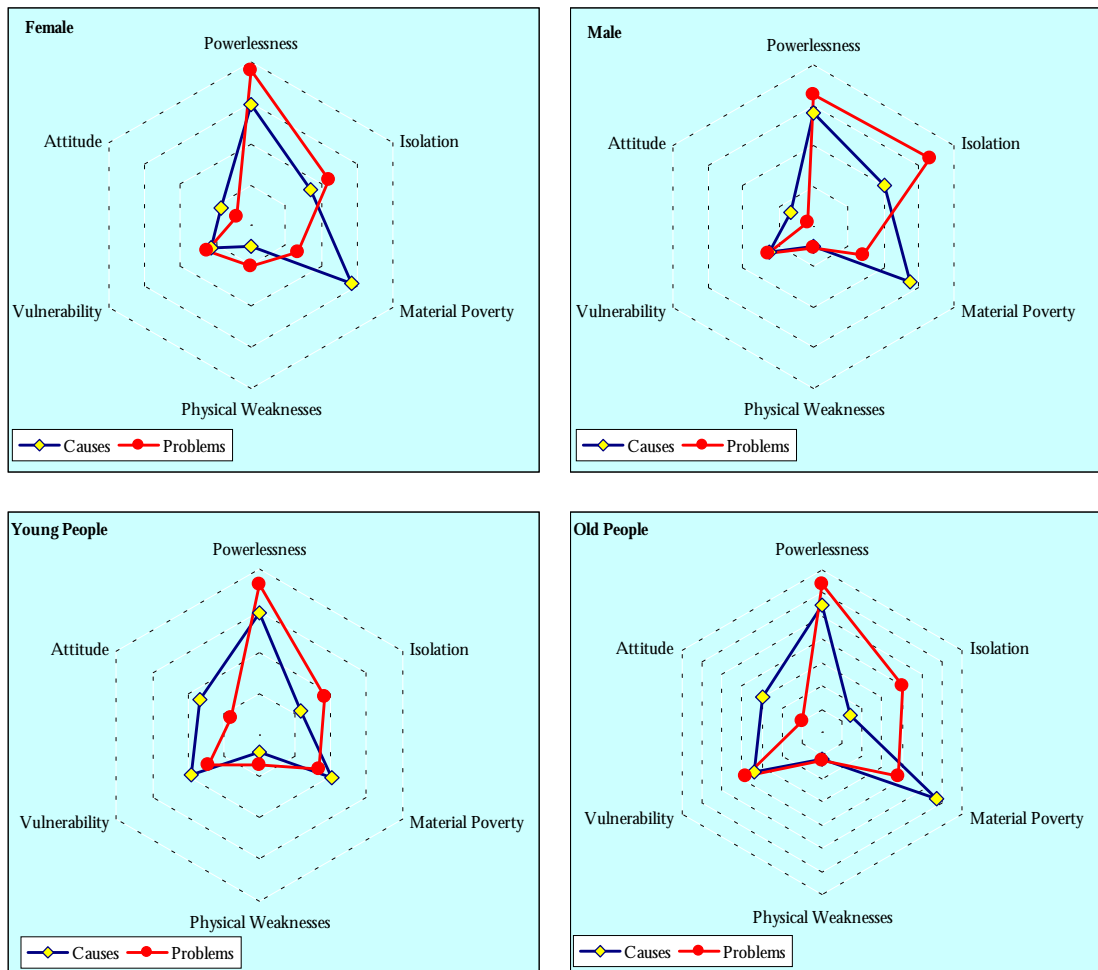 Female
Powerlessness
Attitude
Isolation
Vulnerability
Material Poverty
Physical Weaknesses
Causes Problems
Male
Powerlessness
Attitude
Isolation
Vulnerability
Material Poverty
Physical Weaknesses
Causes Problems
Young People
Powerlessness
Attitude
Isolation
Vulnerability
Material Poverty
Physical Weaknesses
Causes Problems
Old People
Powerlessness
Attitude
Isolation
Vulnerability
Material Poverty
Physical Weaknesses
Causes Problems